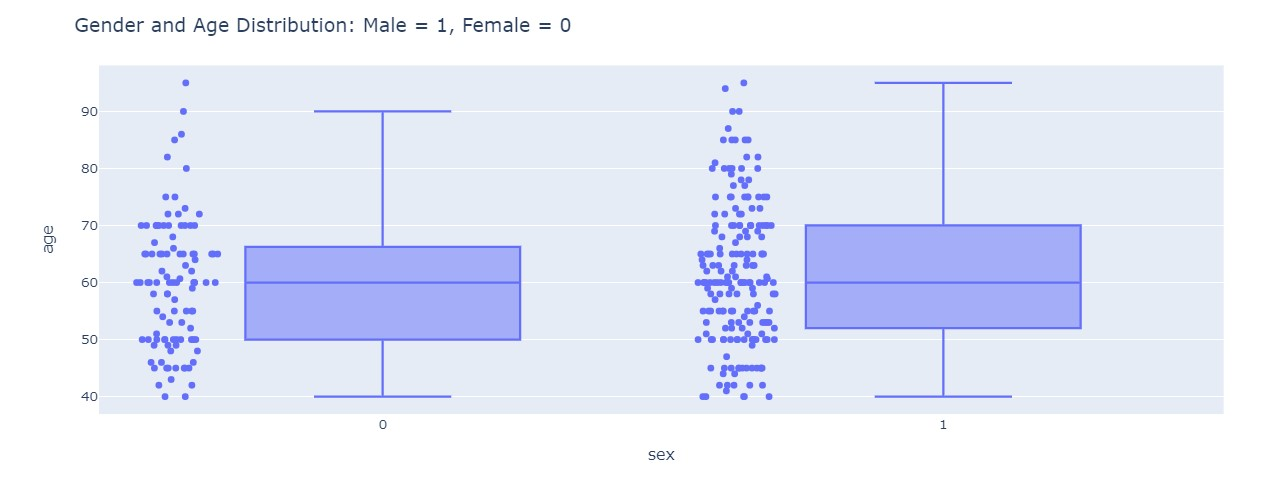 Gender and Age Distribution: Male = 1, Female = 0
90
80
70
60
50
40
age
0 1
sex